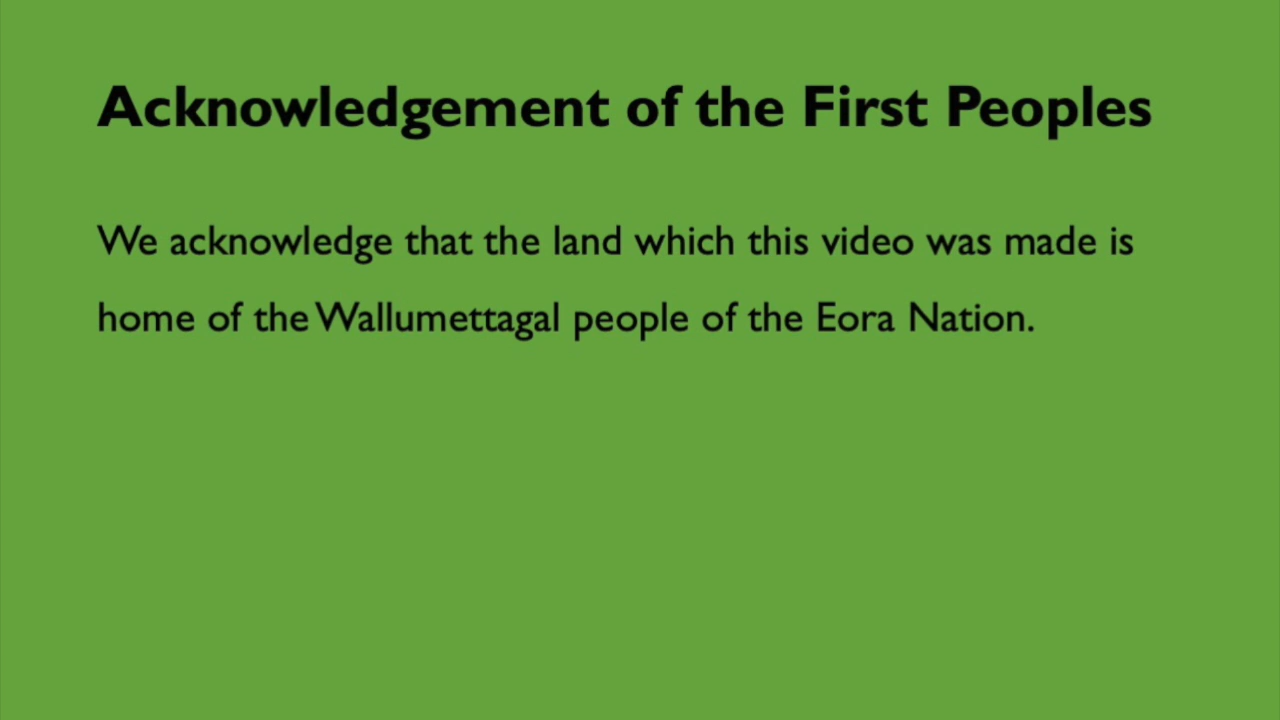 Acknowledgement of the First Peoples
We acknowledge that the land which this video was made is
home of the Wallumettagal people of the Eora Nation.